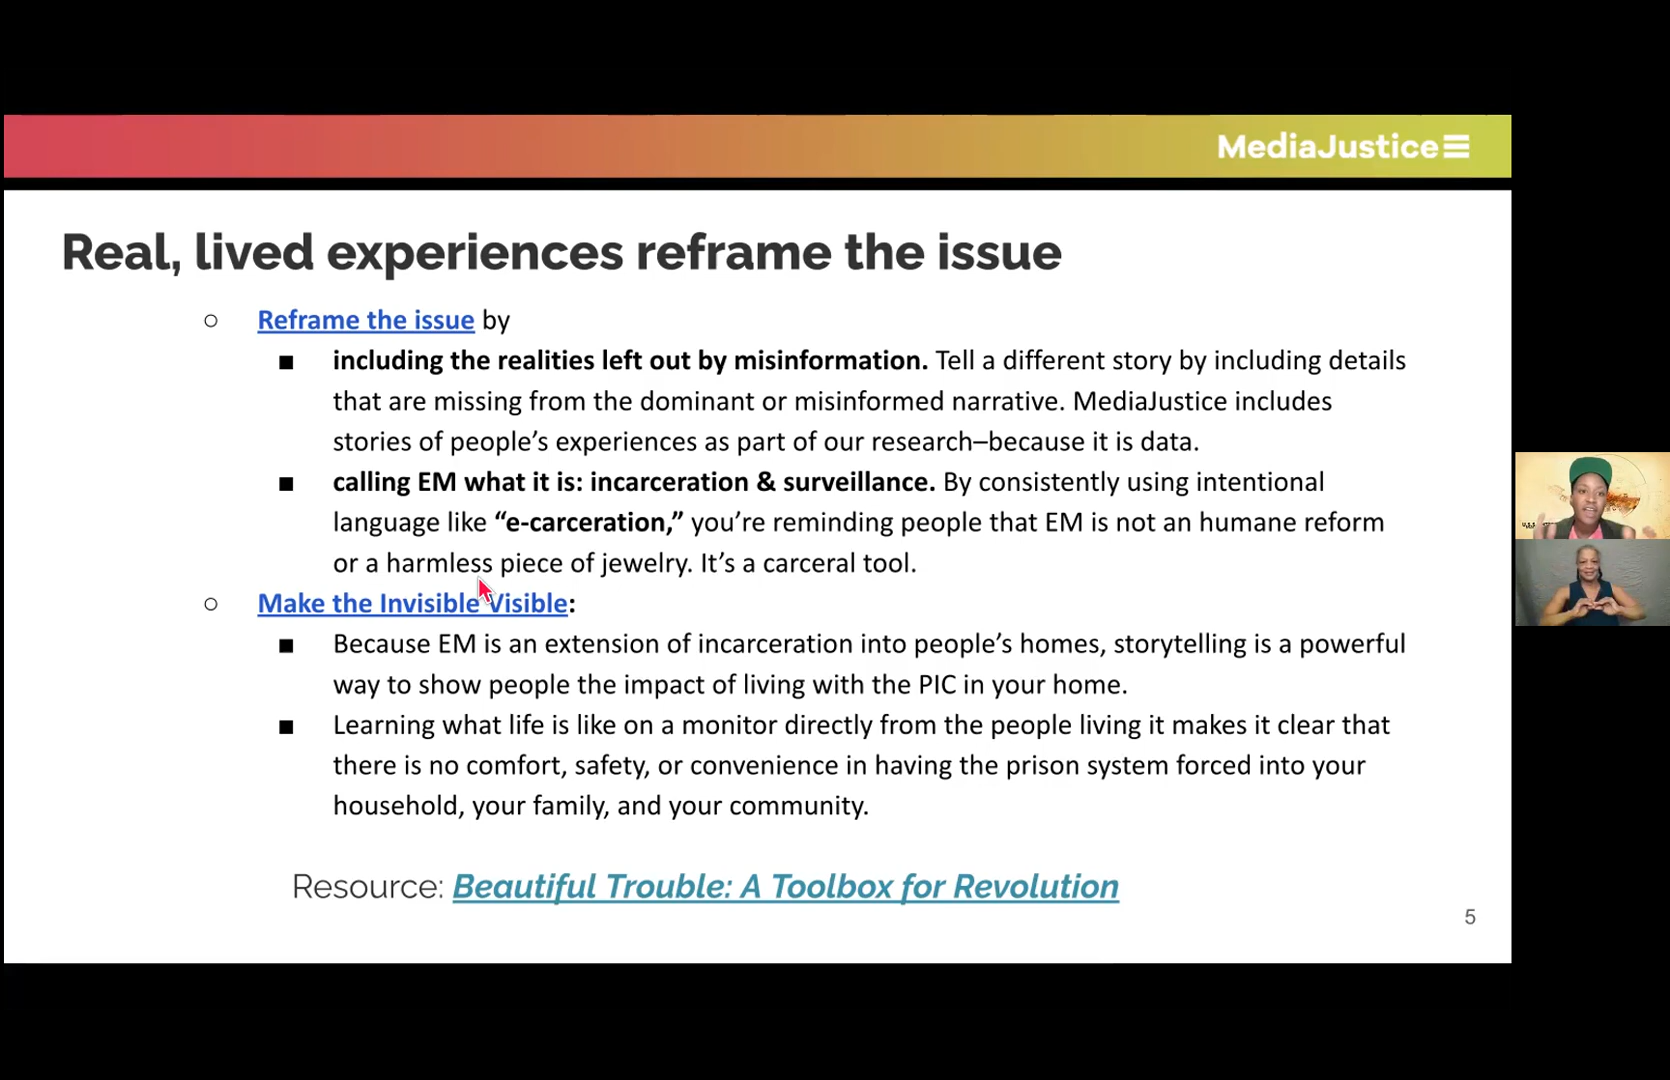 MediaJustice
Real, lived experiences reframe the issue
○ Reframe the issue by
■ including the realities left out by misinformation. Tell a different story by including details
that are missing from the dominant or misinformed narrative. MediaJustice includes
stories of people’s experiences as part of our research–because it is data.
■ calling EM what it is: incarceration & surveillance. By consistently using intentional
language like “e-carceration,” you’re reminding people that EM is not an humane reform
or a harmless piece of jewelry. It’s a carceral tool.
○ Make the Invisible Visible:
■ Because EM is an extension of incarceration into people’s homes, storytelling is a powerful
way to show people the impact of living with the PIC in your home.
■ Learning what life is like on a monitor directly from the people living it makes it clear that
there is no comfort, safety, or convenience in having the prison system forced into your
household, your family, and your community.
Resource: Beautiful Trouble: A Toolbox for Revolution
5